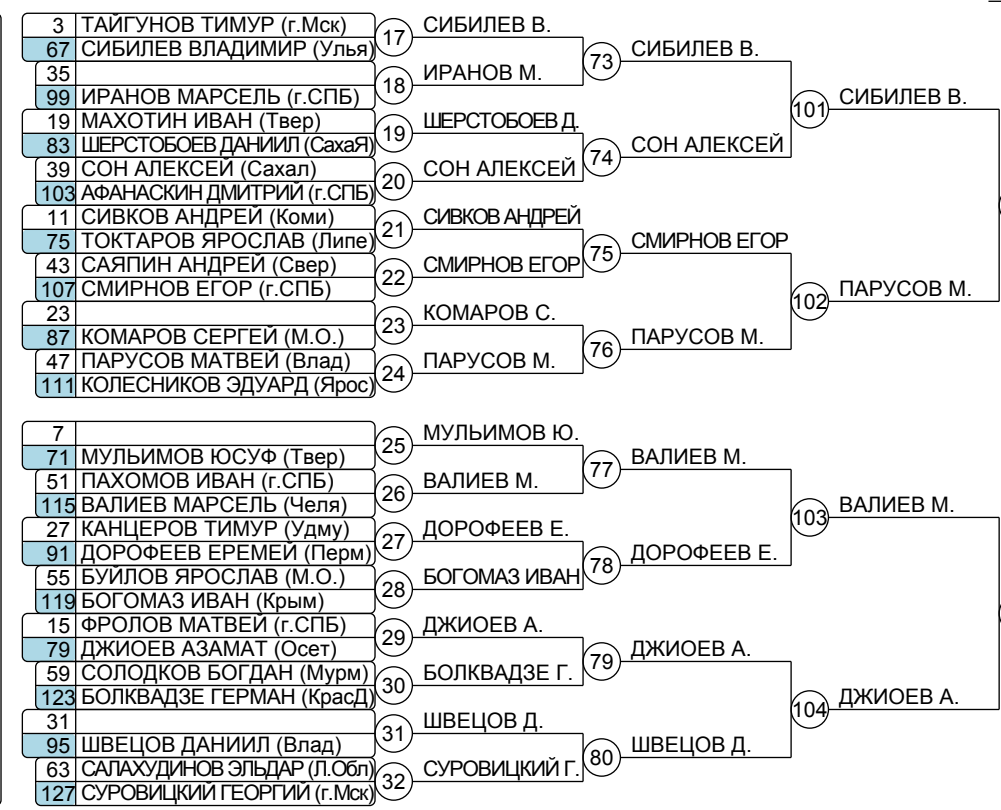 3 ТАЙГУНОВ ТИМУР (г.Мск)
67 СИБИЛЕВ ВЛАДИМИР (Улья)
17 СИБИЛЕВ В.
35
99 ИРАНОВ МАРСЕЛЬ (г.СПБ)
18 ИРАНОВ М.
73 СИБИЛЕВ В.
19 МАХОТИН ИВАН (Твер)
83 ШЕРСТОБОЕВ ДАНИИЛ (СахаЯ)
19 ШЕРСТОБОЕВ Д.
39 СОН АЛЕКСЕЙ (Сахал)
103 АФАНАСКИН ДМИТРИЙ (г.СПБ)
20 СОН АЛЕКСЕЙ
74 СОН АЛЕКСЕЙ
101 СИБИЛЕВ В.
11 СИВКОВ АНДРЕЙ (Коми)
75 ТОКТАРОВ ЯРОСЛАВ (Липе)
21 СИВКОВ АНДРЕЙ
43 САЯПИН АНДРЕЙ (Свер)
107 СМИРНОВ ЕГОР (г.СПБ)
22 СМИРНОВ ЕГОР
75 СМИРНОВ ЕГОР
23
87 КОМАРОВ СЕРГЕЙ (М.О.)
23 КОМАРОВ С.
47 ПАРУСОВ МАТВЕЙ (Влад)
111 КОЛЕСНИКОВ ЭДУАРД (Ярос)
24 ПАРУСОВ М.
76 ПАРУСОВ М.
102 ПАРУСОВ М.
7
71 МУЛЬИМОВ ЮСУФ (Твер)
25 МУЛЬИМОВ Ю.
51 ПАХОМОВ ИВАН (г.СПБ)
115 ВАЛИЕВ МАРСЕЛЬ (Челя)
26 ВАЛИЕВ М.
77 ВАЛИЕВ М.
27 КАНЦЕРОВ ТИМУР (Удму)
91 ДОРОФЕЕВ ЕРЕМЕЙ (Перм)
27 ДОРОФЕЕВ Е.
55 БУЙЛОВ ЯРОСЛАВ (М.О.)
119 БОГОМАЗ ИВАН (Крым)
28 БОГОМАЗ ИВАН
78 ДОРОФЕЕВ Е.
103 ВАЛИЕВ М.
15 ФРОЛОВ МАТВЕЙ (г.СПБ)
79 ДЖИОЕВ АЗАМАТ (Осет)
29 ДЖИОЕВ А.
59 СОЛОДКОВ БОГДАН (Мурм)
123 БОЛКВАДЗЕ ГЕРМАН (КрасД)
30 БОЛКВАДЗЕ Г.
79 ДЖИОЕВ А.
31
95 ШВЕЦОВ ДАНИИЛ (Влад)
31 ШВЕЦОВ Д.
63 САЛАХУДИНОВ ЭЛЬДАР (Л.Обл)
127 СУРОВИЦКИЙ ГЕОРГИЙ (г.Мск)
32 СУРОВИЦКИЙ Г.
80 ШВЕЦОВ Д.
104 ДЖИОЕВ А.